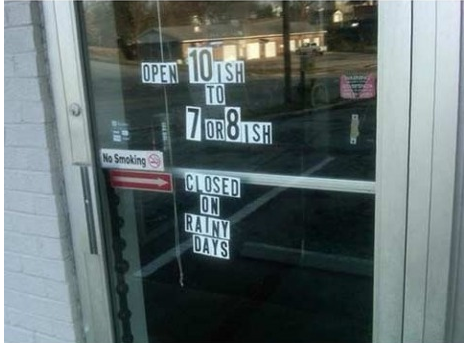 OPEN 10ISH
TO
7 OR 8ISH
No Smoking
CLOSED
ON
RAINY
DAYS